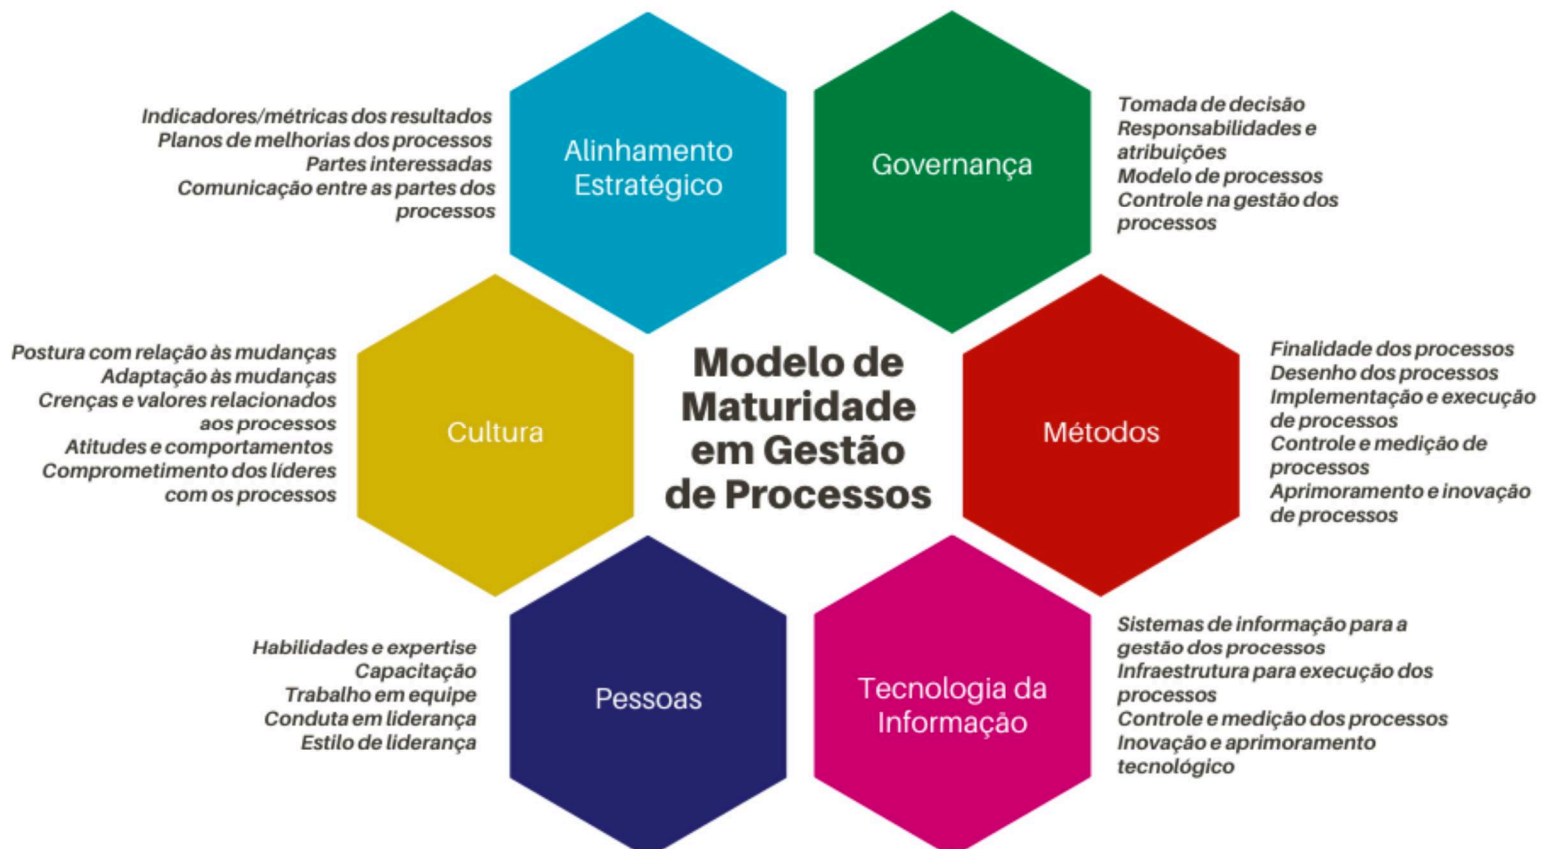 Indicadores/métricas dos resultados
Planos de melhorias dos processos
Partes interessadas
Comunicação entre as partes dos
processos
Alinhamento
Estratégico
Governança
Tomada de decisão
Responsabilidades e
atribuições
Modelo de processos
Controle na gestão dos
processos
Postura com relação às mudanças
Adaptação às mudanças
Crenças e valores relacionados
aos processos
Atitudes e comportamentos
Comprometimento dos líderes
com os processos
Cultura
Modelo de
Maturidade
em Gestão
de Processos
Métodos
Finalidade dos processos
Desenho dos processos
Implementação e execução
de processos
Controle e medição de
processos
Aprimoramento e inovação
de processos
Habilidades e expertise
Capacitação
Trabalho em equipe
Conduta em liderança
Estilo de liderança
Pessoas
Tecnologia da
Informação
Sistemas de informação para a
gestão dos processos
Infraestrutura para execução dos
processos
Controle e medição dos processos
Inovação e aprimoramento
tecnológico